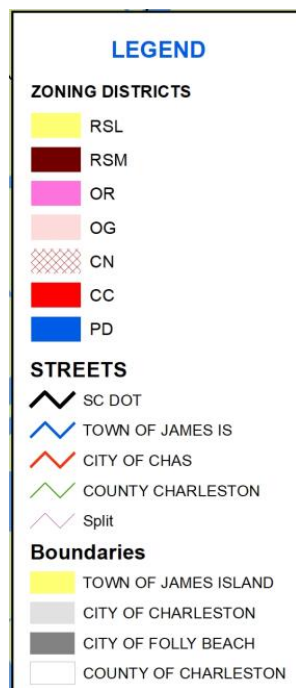 LEGEND
ZONING DISTRICTS
RSL
RSM
OR
OG
CN
CC
PD
STREETS
SC DOT
TOWN OF JAMES IS
CITY OF CHAS
COUNTY CHARLESTON
Split
Boundaries
TOWN OF JAMES ISLAND
CITY OF CHARLESTON
CITY OF FOLLY BEACH
COUNTY OF CHARLESTON